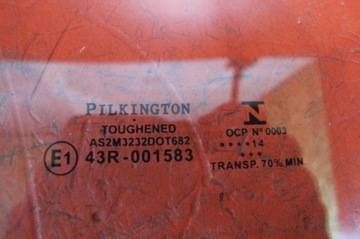 PILKINGTON
TOUGHENED
AS2M3232DOT682
E1 43R-001583
OCP Nº 0003
••••14
•••
TRANSP. 70% MIN